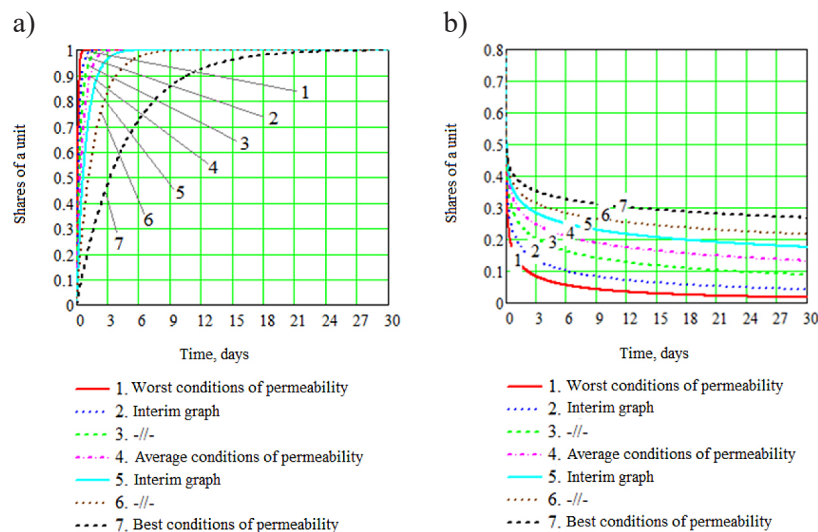 a)
Shares of a unit
1
0.9
0.8
0.7
0.6
0.5
0.4
0.3
0.2
0.1
0
1
2
3
4
5
6
7
0 3 6 9 12 15 18 21 24 27 30
Time, days
1. Worst conditions of permeability
2. Interim graph
3. -//-
4. Average conditions of permeability
5. Interim graph
6. -//-
7. Best conditions of permeability
b)
Shares of a unit
0.8
0.7
0.6
0.5
0.4
0.3
0.2
0.1
0
1
2
3
4
5
6
7
0 3 6 9 12 15 18 21 24 27 30
Time, days
1. Worst conditions of permeability
2. Interim graph
3. -//-
4. Average conditions of permeability
5. Interim graph
6. -//-
7. Best conditions of permeability